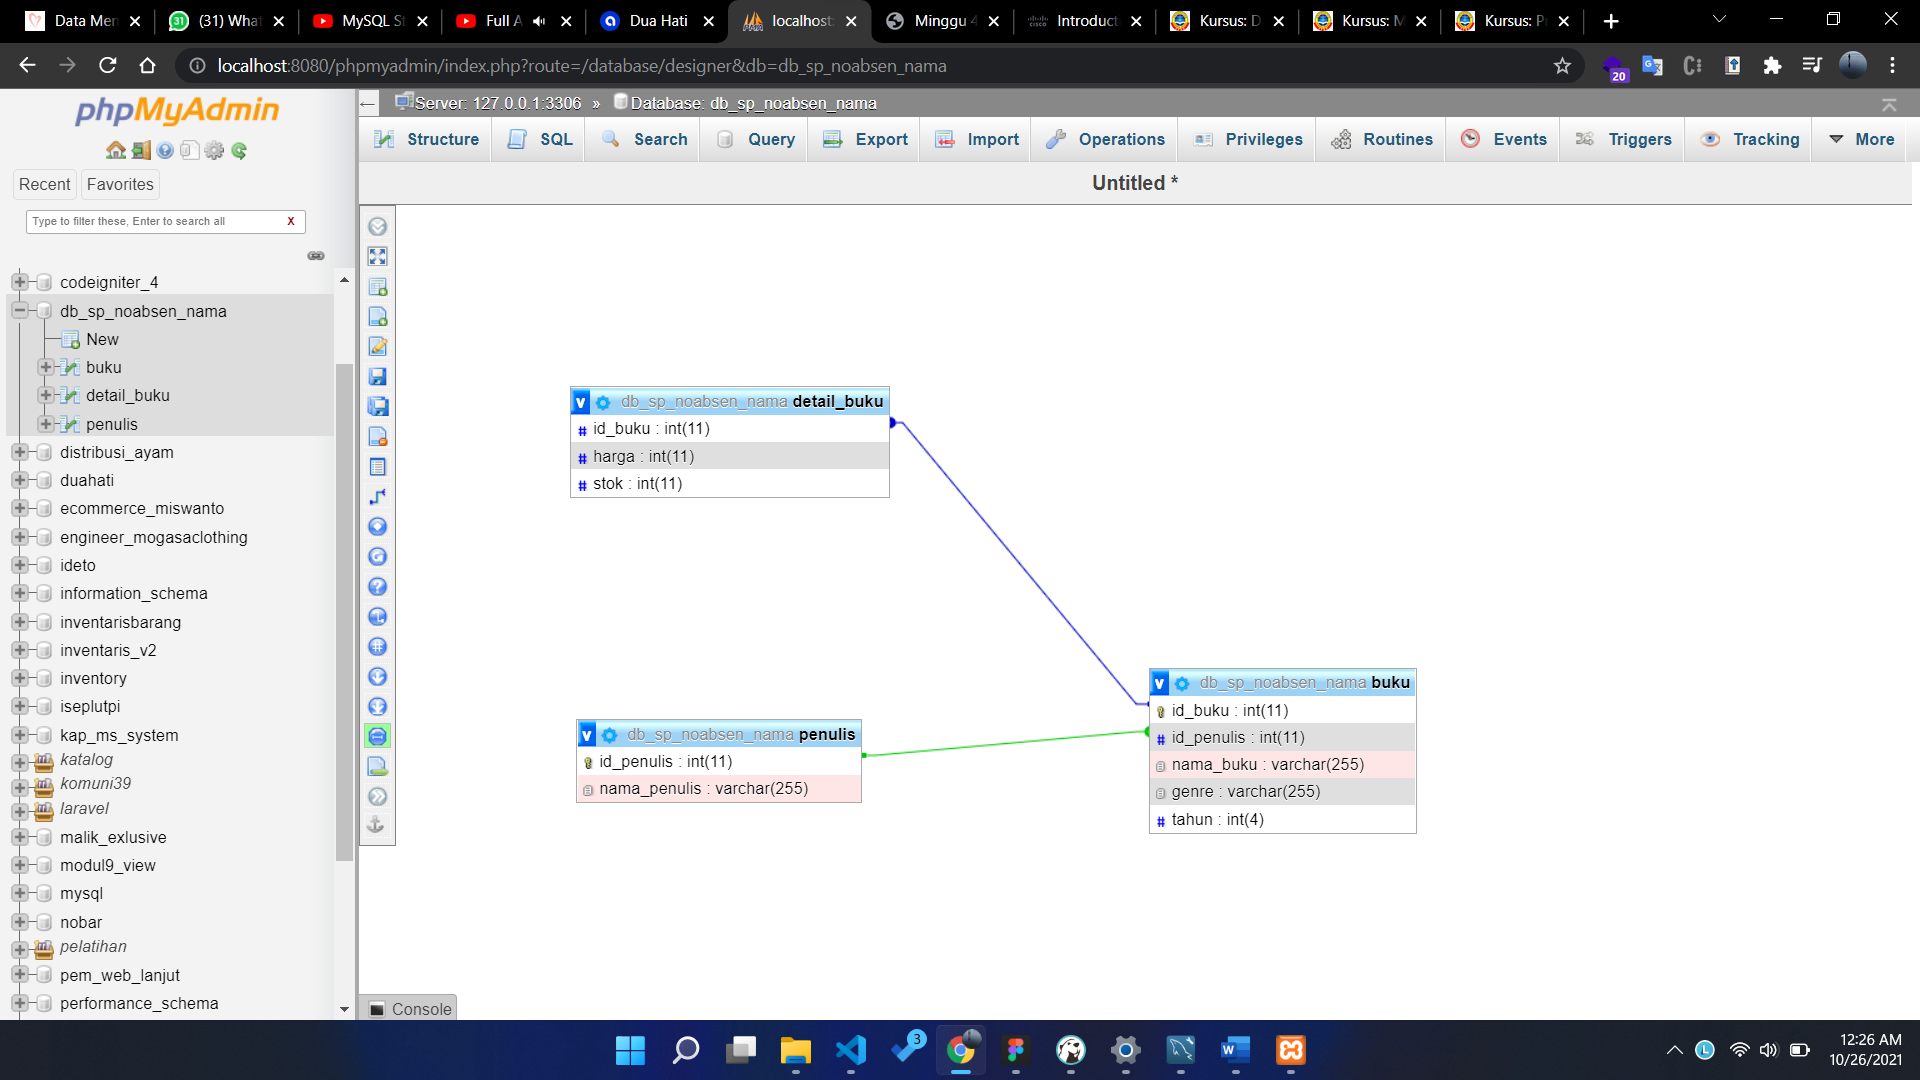 Data Men
(31) What
MySQL St
Full A
Dua Hati
localhost:
Minggu 4
Introduct
Kursus: D
Kursus: M
Kursus: P
localhost:8080/phpmyadmin/index.php?route=/database/designer&db=db_sp_noabsen_nama
20
phpMyAdmin
Recent
Favorites
Type to filter these, Enter to search all
X
codeigniter_4
db_sp_noabsen_nama
New
buku
detail_buku
penulis
distribusi_ayam
duahati
ecommerce_miswanto
engineer_mogasaclothing
ideto
information_schema
inventarisbarang
inventaris_v2
inventory
iseplutpi
kap_ms_system
katalog
komuni39
laravel
malik_exlusive
modul9_view
mysql
nobar
pelatihan
pem_web_lanjut
performance_schema
Server: 127.0.0.1:3306 » Database: db_sp_noabsen_nama
Structure
SQL
Search
Query
Export
Import
Operations
Privileges
Routines
Events
Triggers
Tracking
More
Untitled *
v db_sp_noabsen_nama detail_buku
# id_buku : int(11)
# harga : int(11)
# stok : int(11)
v db_sp_noabsen_nama buku
id_buku : int(11)
# id_penulis : int(11)
nama_buku : varchar(255)
genre : varchar(255)
# tahun : int(4)
v db_sp_noabsen_nama penulis
id_penulis : int(11)
nama_penulis : varchar(255)
Console
3
12:26 AM
10/26/2021